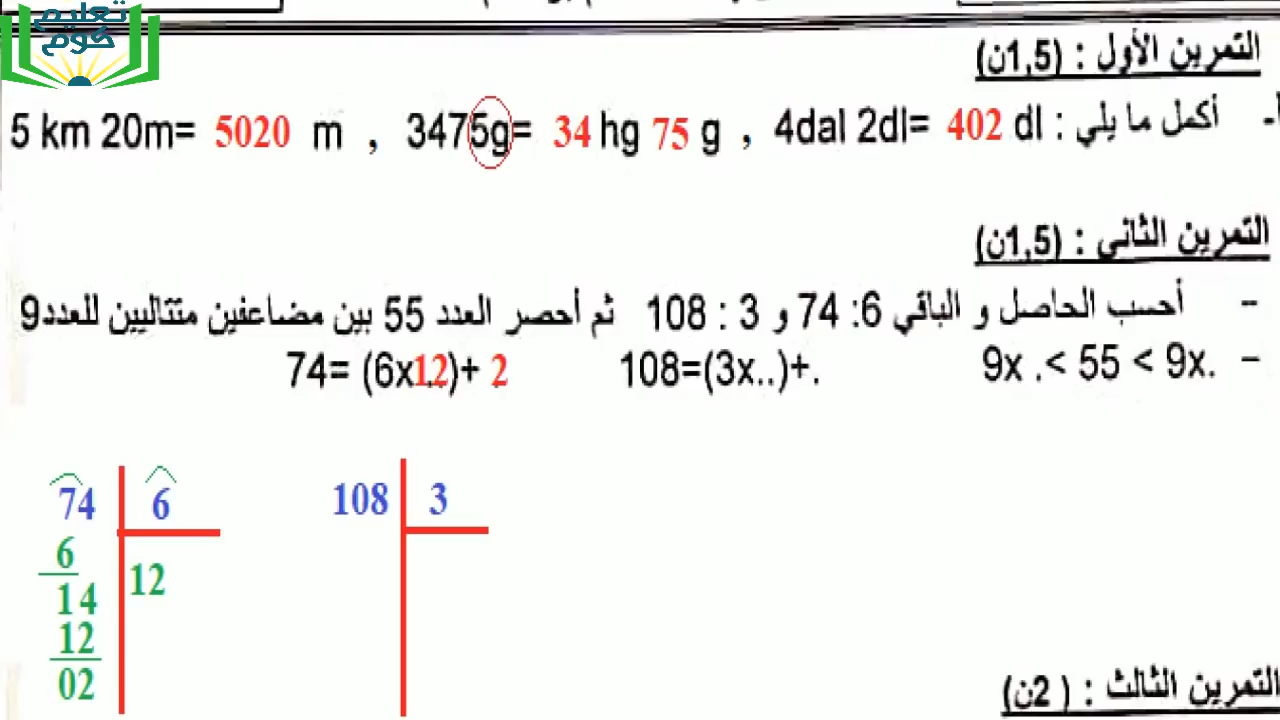 تعليم كوم
التمرين الأول : (1,5ن)
أكمل ما يلي :
5 km 20m= 5020 m , 3475g= 34 hg 75 g , 4dal 2dl= 402 dl
التمرين الثاني : (1,5ن)
- أحسب الحاصل و الباقي 6: 74 و 3 : 108 ثم أحصر العدد 55 بين مضاعفين متتاليين للعدد9
- 9x .< 55 < 9x. 108=(3x..)+. 74= (6x12)+ 2
74 6 108 3
6 12
14
12
02
التمرين الثالث : ( 2ن)